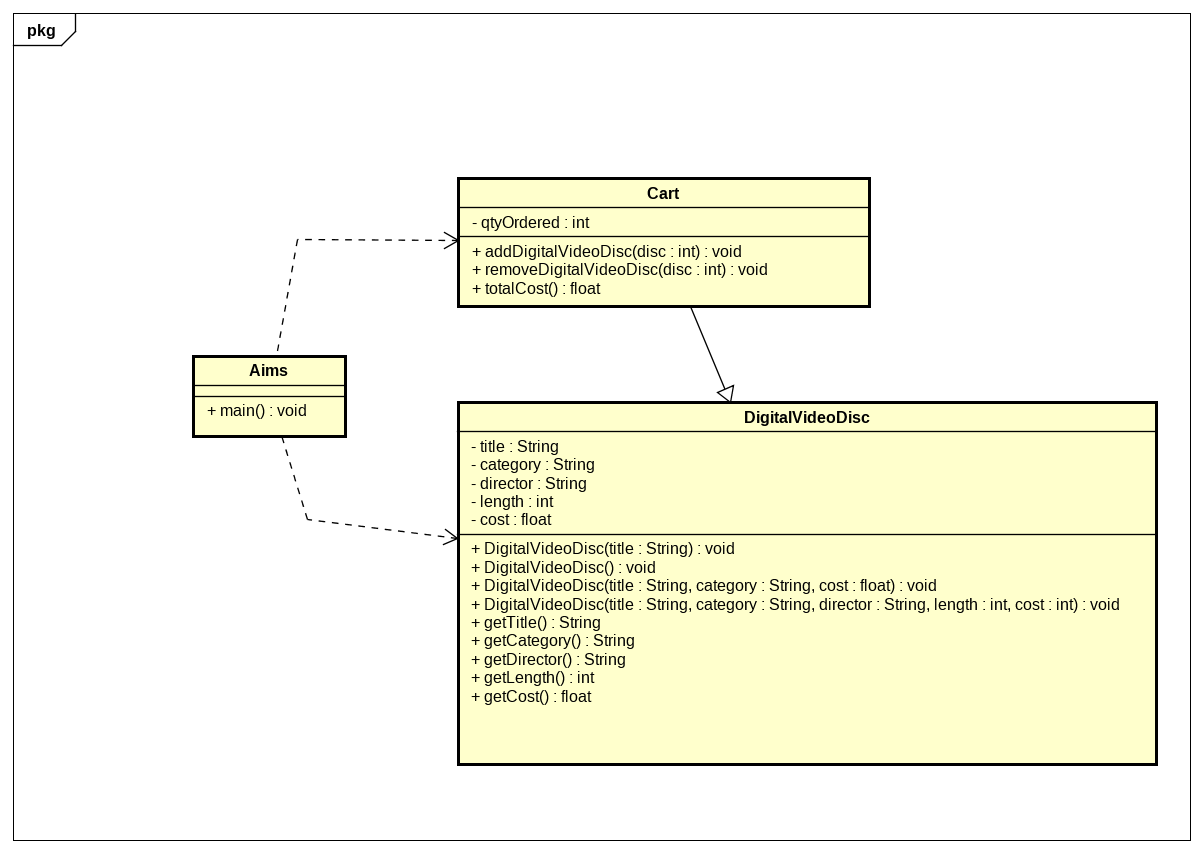 pkg
Cart
- qtyOrdered : int
+ addDigitalVideoDisc(disc : int) : void
+ removeDigitalVideoDisc(disc : int) : void
+ totalCost() : float
Aims
+ main() : void
DigitalVideoDisc
- title : String
- category : String
- director : String
- length : int
- cost : float
+ DigitalVideoDisc(title : String) : void
+ DigitalVideoDisc() : void
+ DigitalVideoDisc(title : String, category : String, cost : float) : void
+ DigitalVideoDisc(title : String, category : String, director : String, length : int, cost : int) : void
+ getTitle() : String
+ getCategory() : String
+ getDirector() : String
+ getLength() : int
+ getCost() : float